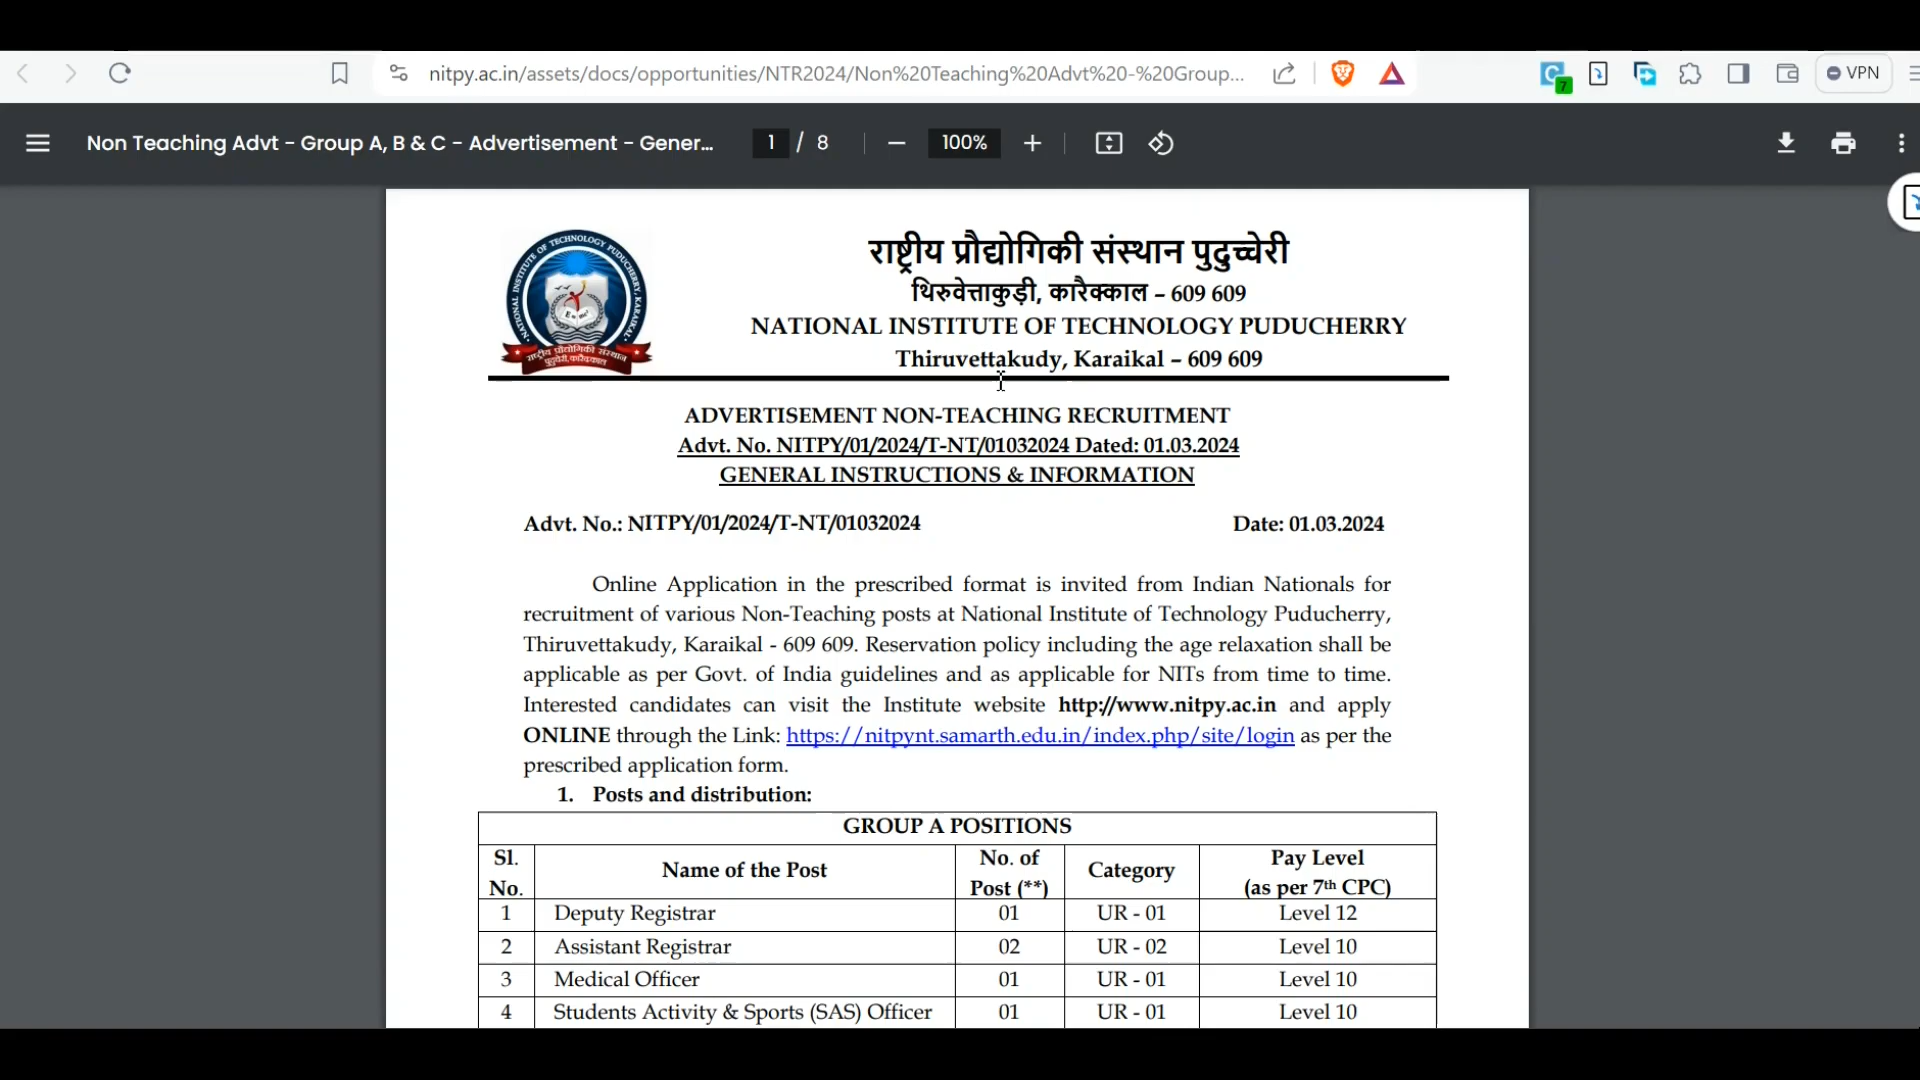 nitpy.ac.in/assets/docs/opportunities/NTR2024/Non%20Teaching%20Advt%20-%20Group...
7
VPN
Non Teaching Advt - Group A, B & C - Advertisement - Gener...
1 / 8
100%
NATIONAL INSTITUTE OF TECHNOLOGY PUDUCHERRY, KARAIKAL
राष्ट्रीय प्रौद्योगिकी संस्थान
पुदुच्चेरी, कारैकाल
राष्ट्रीय प्रौद्योगिकी संस्थान पुदुच्चेरी
थिरुवेत्ताकुड़ी, कारैक्काल – 609 609
NATIONAL INSTITUTE OF TECHNOLOGY PUDUCHERRY
Thiruvettakudy, Karaikal – 609 609
ADVERTISEMENT NON-TEACHING RECRUITMENT
Advt. No. NITPY/01/2024/T-NT/01032024 Dated: 01.03.2024
GENERAL INSTRUCTIONS & INFORMATION
Advt. No.: NITPY/01/2024/T-NT/01032024 Date: 01.03.2024
Online Application in the prescribed format is invited from Indian Nationals for
recruitment of various Non-Teaching posts at National Institute of Technology Puducherry,
Thiruvettakudy, Karaikal - 609 609. Reservation policy including the age relaxation shall be
applicable as per Govt. of India guidelines and as applicable for NITs from time to time.
Interested candidates can visit the Institute website http://www.nitpy.ac.in and apply
ONLINE through the Link: https://nitpynt.samarth.edu.in/index.php/site/login as per the
prescribed application form.
1. Posts and distribution:
GROUP A POSITIONS
Sl. No. Name of the Post No. of Post (**) Category Pay Level (as per 7th CPC)
1 Deputy Registrar 01 UR - 01 Level 12
2 Assistant Registrar 02 UR - 02 Level 10
3 Medical Officer 01 UR - 01 Level 10
4 Students Activity & Sports (SAS) Officer 01 UR - 01 Level 10